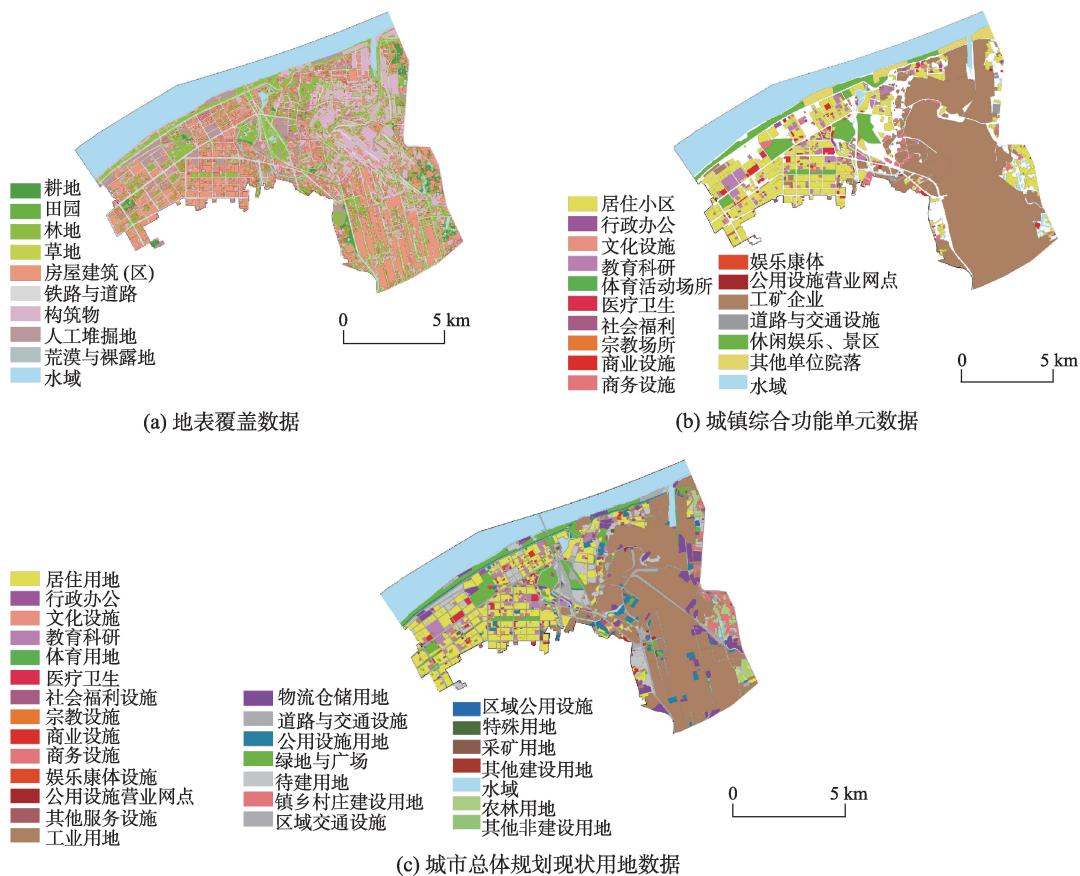 耕地
田园
林地
草地
房屋建筑(区)
铁路与道路
构筑物
人工堆掘地
荒漠与裸露地
水域
0 5 km
(a) 地表覆盖数据
居住小区
行政办公
文化设施
教育科研
体育活动场所
医疗卫生
社会福利
宗教场所
商业设施
商务设施
娱乐康体
公用设施营业网点
工矿企业
道路与交通设施
休闲娱乐、景区
其他单位院落
水域
0 5 km
(b) 城镇综合功能单元数据
居住用地
行政办公
文化设施
教育科研
体育用地
医疗卫生
社会福利设施
宗教设施
商业设施
商务设施
娱乐康体设施
公用设施营业网点
其他服务设施
工业用地
物流仓储用地
道路与交通设施
公用设施用地
绿地与广场
待建用地
镇乡村庄建设用地
区域交通设施
区域公用设施
特殊用地
采矿用地
其他建设用地
水域
农林用地
其他非建设用地
0 5 km
(c) 城市总体规划现状用地数据